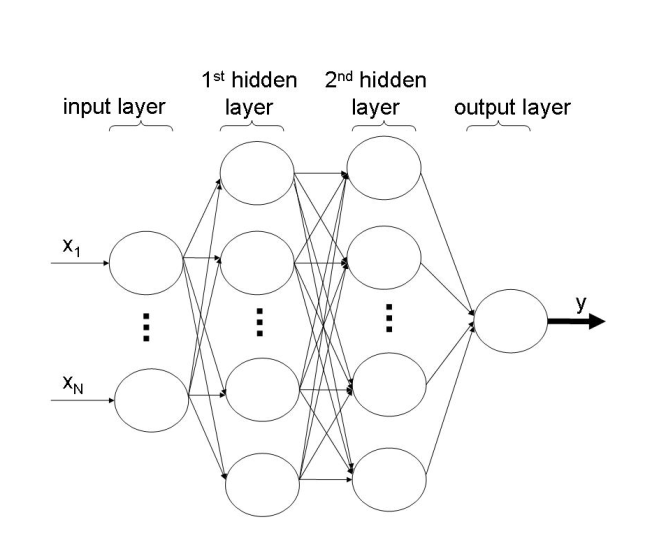 1st hidden
2nd hidden
input layer
layer
layer
output layer
x1
xN
y